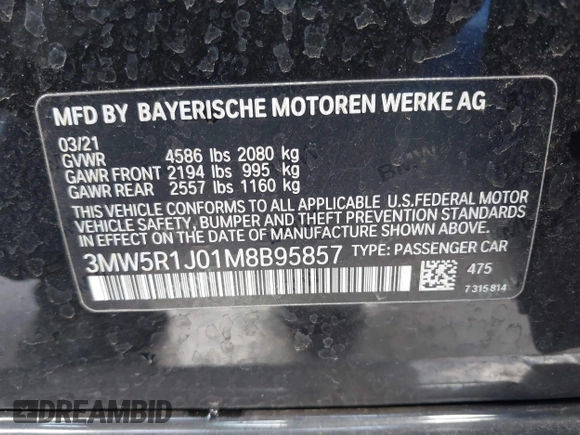 MFD BY BAYERISCHE MOTOREN WERKE AG
03/21
GVWR 4586 lbs 2080 kg
GAWR FRONT 2194 lbs 995 kg
GAWR REAR 2557 lbs 1160 kg
THIS VEHICLE CONFORMS TO ALL APPLICABLE U.S.FEDERAL MOTOR
VEHICLE SAFETY, BUMPER AND THEFT PREVENTION STANDARDS
IN EFFECT ON THE DATE OF MANUFACTURE SHOWN ABOVE.
3MW5R1J01M8B95857 TYPE: PASSENGER CAR
475
7315814
DREAMBID